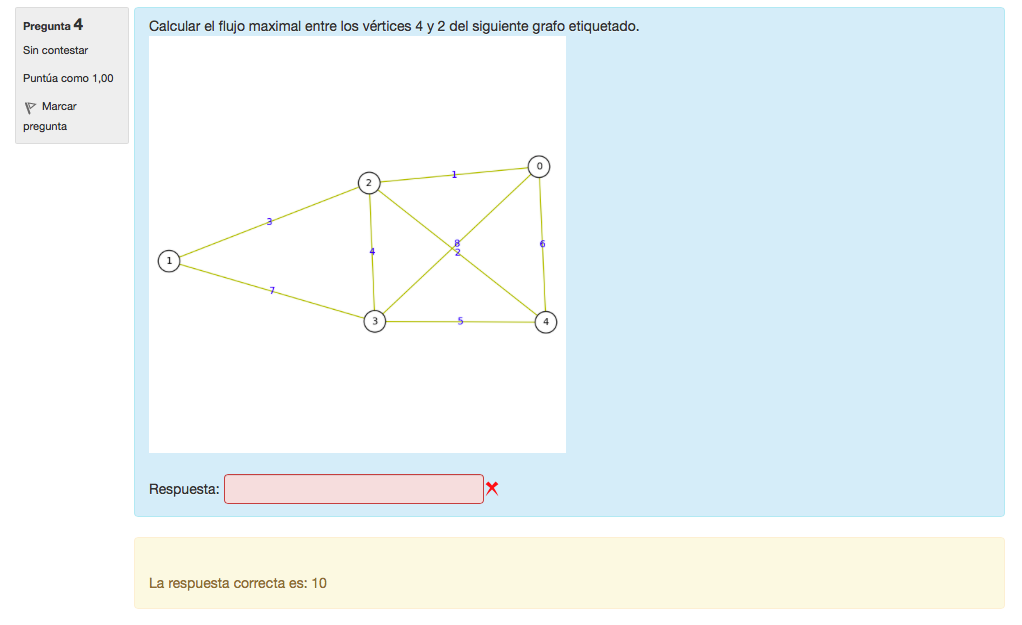 Pregunta 4
Sin contestar
Puntúa como 1,00
Marcar
pregunta
Calcular el flujo maximal entre los vértices 4 y 2 del siguiente grafo etiquetado.
0
1
2
3
8
4
2
6
1
7
3
5
4
Respuesta:
La respuesta correcta es: 10